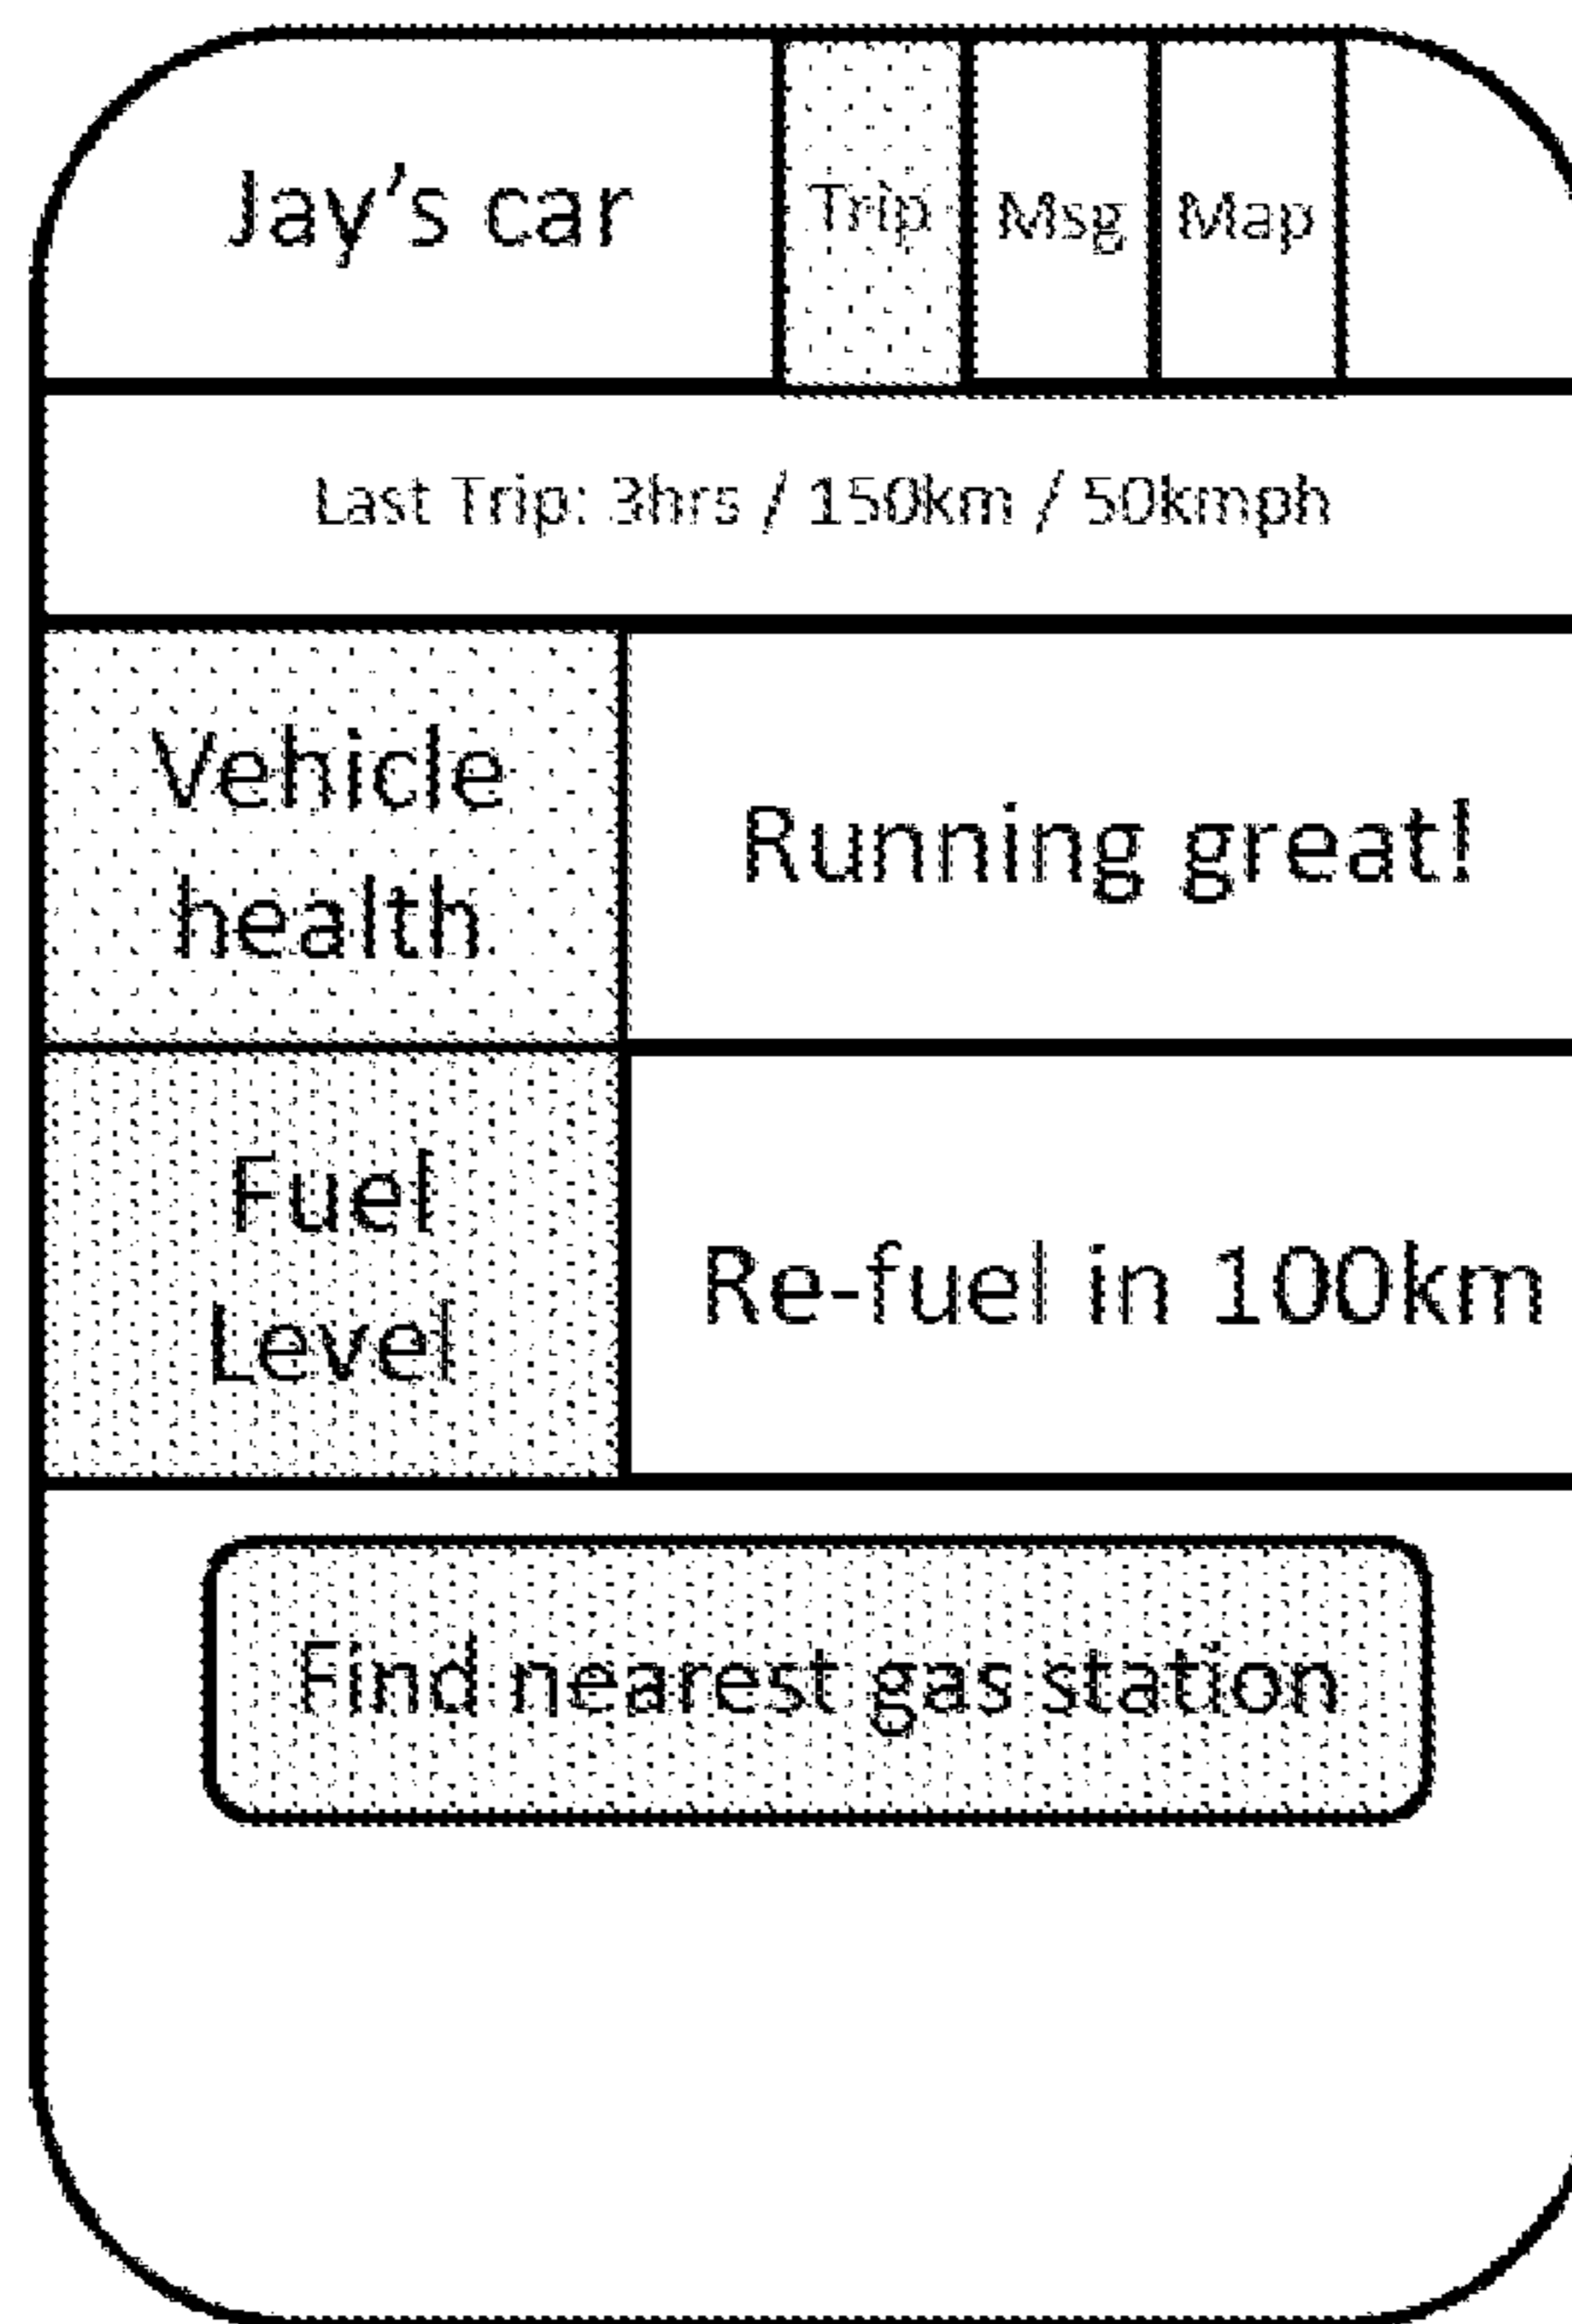 Jay's car
Trip
Msg
Map
Last Trip: 3hrs / 150km / 50kmph
Vehicle
health
Running great!
Fuel
Level
Re-fuel in 100km
Find nearest gas station